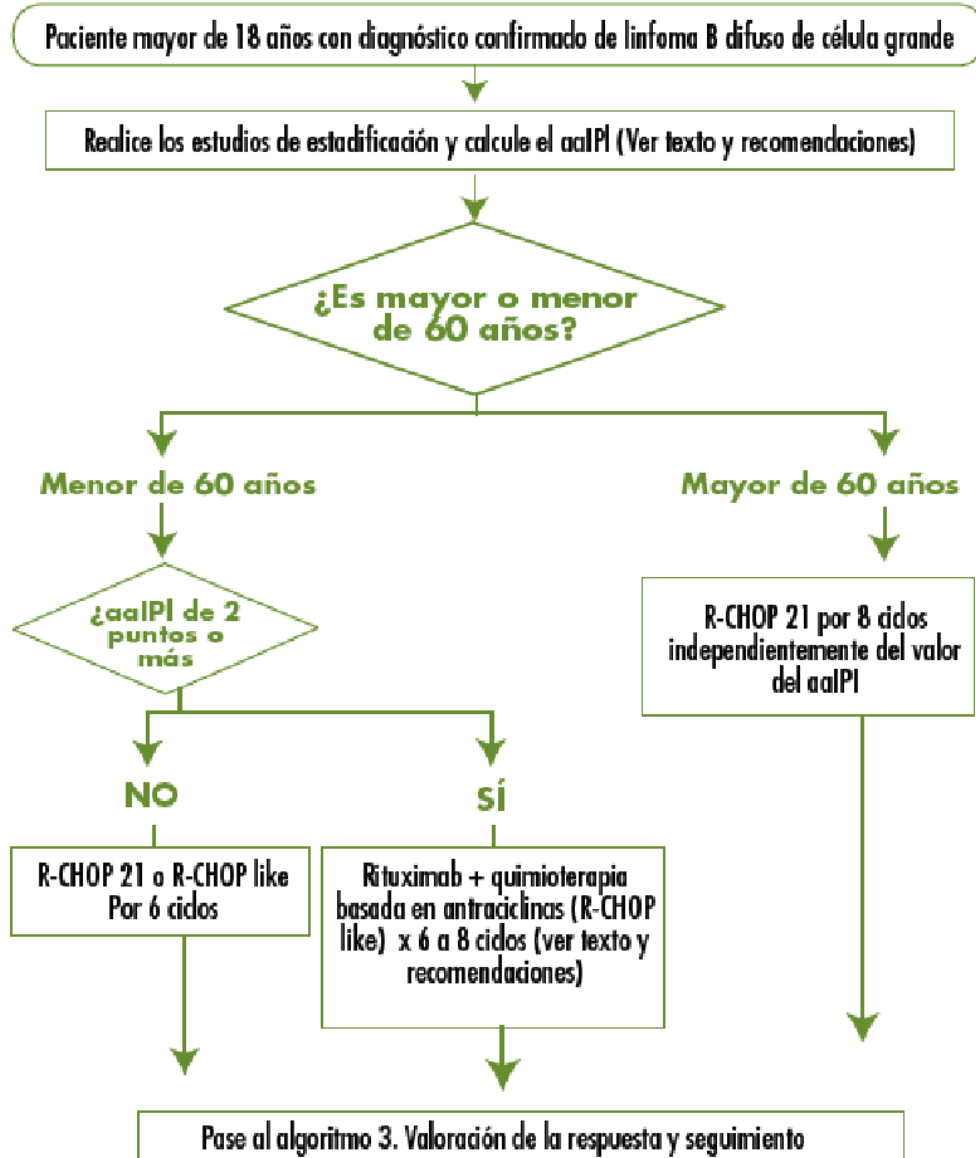 Paciente mayor de 18 años con diagnóstico confirmado de linfoma B difuso de célula grande
Realice los estudios de estadificación y calcule el aaIPI (Ver texto y recomendaciones)
¿Es mayor o menor
de 60 años?
Menor de 60 años
Mayor de 60 años
¿aaIPI de 2
puntos o
más
R-CHOP 21 por 8 ciclos
independientemente del valor
del aaIPI
NO
SÍ
R-CHOP 21 o R-CHOP like
Por 6 ciclos
Rituximab + quimioterapia
basada en antraciclinas (R-CHOP
like) x 6 a 8 ciclos (ver texto y
recomendaciones)
Pase al algoritmo 3. Valoración de la respuesta y seguimiento